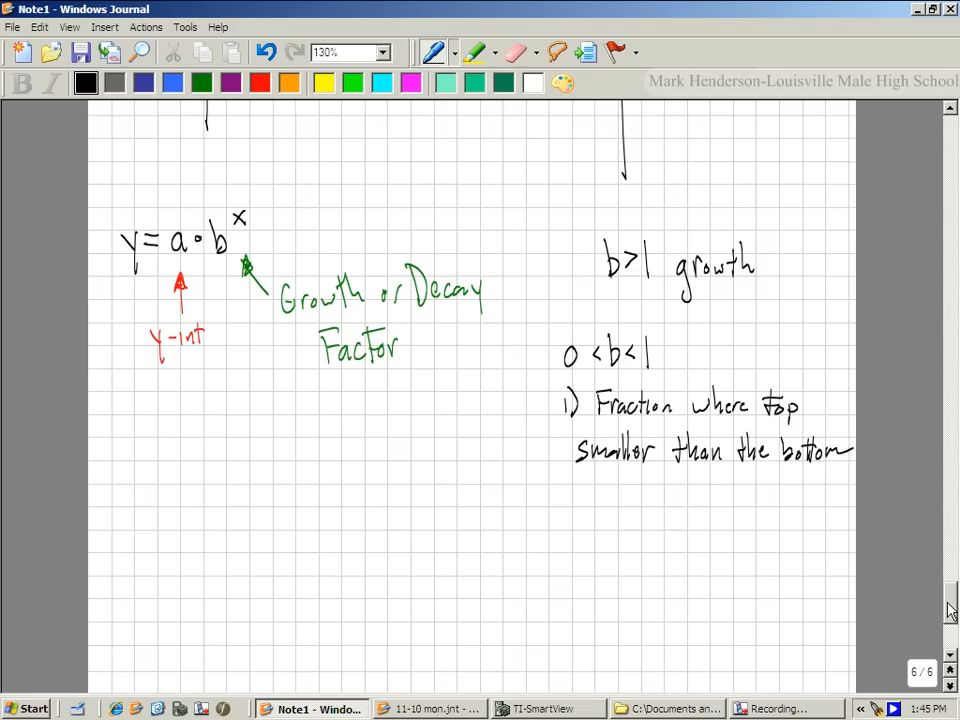 Note1 - Windows Journal
File Edit View Insert Actions Tools Help
130%
B I
Mark Henderson-Louisville Male High School
y = a • b^x
b>1 growth
Growth or Decay
Factor
y-int
0 < b < 1
1) Fraction where top
smaller than the bottom
6 / 6
Start
Note1 - Windo...
11-10 mon.jnt - ...
TI-SmartView
C:\Documents an...
Recording...
«
1:45 PM